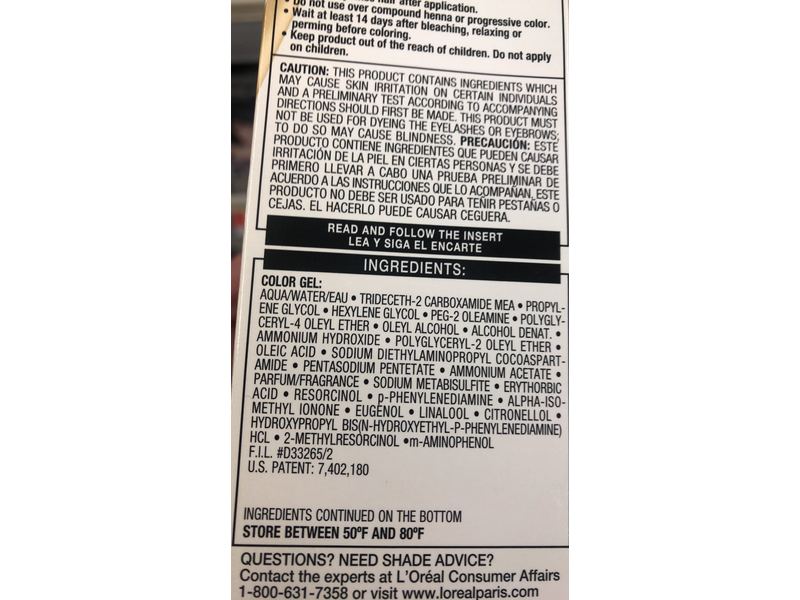 • Do not use over compound henna or progressive color.
• Wait at least 14 days after bleaching, relaxing or
perming before coloring.
• Keep product out of the reach of children. Do not apply
on children.
CAUTION: THIS PRODUCT CONTAINS INGREDIENTS WHICH
MAY CAUSE SKIN IRRITATION ON CERTAIN INDIVIDUALS
AND A PRELIMINARY TEST ACCORDING TO ACCOMPANYING
DIRECTIONS SHOULD FIRST BE MADE. THIS PRODUCT MUST
NOT BE USED FOR DYEING THE EYELASHES OR EYEBROWS;
TO DO SO MAY CAUSE BLINDNESS. PRECAUCIÓN: ESTE
PRODUCTO CONTIENE INGREDIENTES QUE PUEDEN CAUSAR
IRRITACIÓN DE LA PIEL EN CIERTAS PERSONAS Y SE DEBE
PRIMERO LLEVAR A CABO UNA PRUEBA PRELIMINAR DE
ACUERDO A LAS INSTRUCCIONES QUE LO ACOMPAÑAN. ESTE
PRODUCTO NO DEBE SER USADO PARA TEÑIR PESTAÑAS O
CEJAS. EL HACERLO PUEDE CAUSAR CEGUERA.
READ AND FOLLOW THE INSERT
LEA Y SIGA EL ENCARTE
INGREDIENTS:
COLOR GEL:
AQUA/WATER/EAU • TRIDECETH-2 CARBOXAMIDE MEA • PROPYL-
ENE GLYCOL • HEXYLENE GLYCOL • PEG-2 OLEAMINE • POLYGLY-
CERYL-4 OLEYL ETHER • OLEYL ALCOHOL • ALCOHOL DENAT. •
AMMONIUM HYDROXIDE • POLYGLYCERYL-2 OLEYL ETHER •
OLEIC ACID • SODIUM DIETHYLAMINOPROPYL COCOASPART-
AMIDE • PENTASODIUM PENTETATE • AMMONIUM ACETATE •
PARFUM/FRAGRANCE • SODIUM METABISULFITE • ERYTHORBIC
ACID • RESORCINOL • p-PHENYLENEDIAMINE • ALPHA-ISO-
METHYL IONONE • EUGENOL • LINALOOL • CITRONELLOL •
HYDROXYPROPYL BIS(N-HYDROXYETHYL-P-PHENYLENEDIAMINE)
HCL • 2-METHYLRESORCINOL •m-AMINOPHENOL
F.I.L. #D33265/2
U.S. PATENT: 7,402,180
INGREDIENTS CONTINUED ON THE BOTTOM
STORE BETWEEN 50ºF AND 80ºF
QUESTIONS? NEED SHADE ADVICE?
Contact the experts at L'Oréal Consumer Affairs
1-800-631-7358 or visit www.lorealparis.com